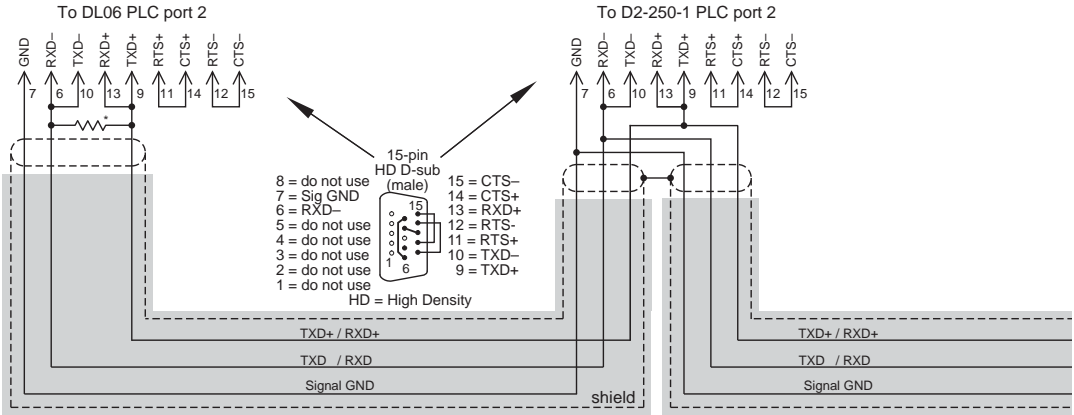 To DL06 PLC port 2
GND
RXD–
TXD–
RXD+
TXD+
RTS+
CTS+
RTS–
CTS–
7 6 10 13 9 11 14 12 15
*
To D2-250-1 PLC port 2
GND
RXD–
TXD–
RXD+
TXD+
RTS+
CTS+
RTS–
CTS–
7 6 10 13 9 11 14 12 15
15-pin
HD D-sub
(male)
8 = do not use
7 = Sig GND
6 = RXD–
5 = do not use
4 = do not use
3 = do not use
2 = do not use
1 = do not use
15
1
6
15 = CTS–
14 = CTS+
13 = RXD+
12 = RTS-
11 = RTS+
10 = TXD–
9 = TXD+
HD = High Density
TXD+ / RXD+
TXD / RXD
Signal GND
shield
TXD+ / RXD+
TXD / RXD
Signal GND